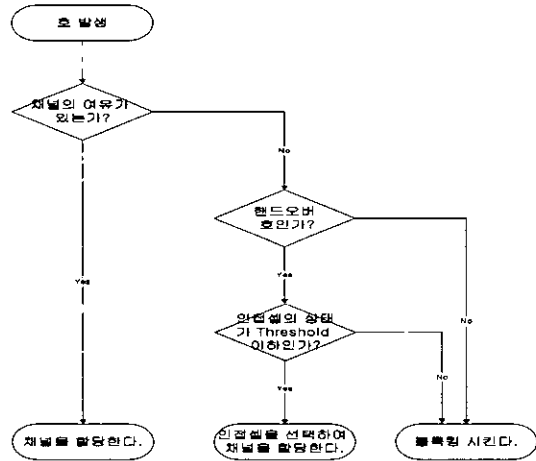 호 발생
채널의 여유가
있는가?
No
핸드오버
호인가?
Yes
Yes
인접셀의 상태
가 Threshold
이하인가?
No
No
Yes
채널을 할당한다.
인접셀을 선택하여
채널을 할당한다.
블록킹 시킨다.